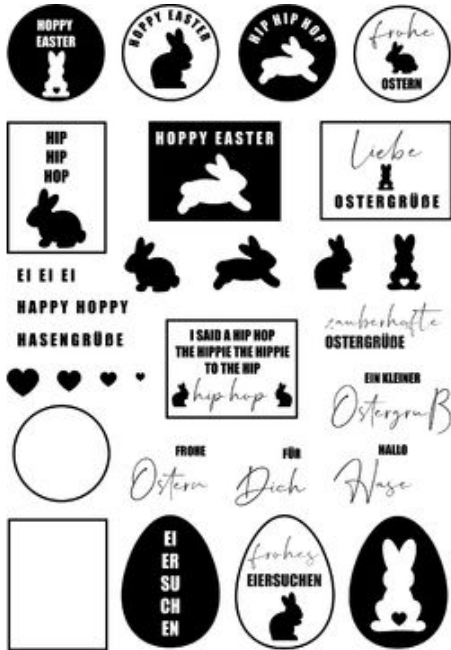 HOPPY
EASTER
HOPPY EASTER
HIP HIP HOP
frohe
OSTERN
HIP
HIP
HOP
HOPPY EASTER
Liebe
OSTERGRÜßE
EI EI EI
HAPPY HOPPY
HASENGRÜßE
I SAID A HIP HOP
THE HIPPIE THE HIPPIE
TO THE HIP
hip hop
zauberhafte
OSTERGRÜßE
EIN KLEINER
Ostergruß
FROHE
Ostern
FÜR
Dich
HALLO
Hase
EI
ER
SU
CH
EN
frohes
EIERSUCHEN